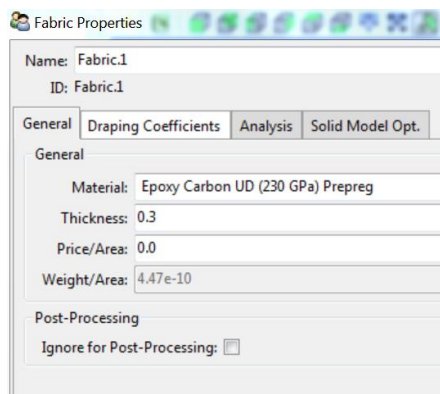 Fabric Properties
Name: Fabric.1
ID: Fabric.1
General Draping Coefficients Analysis Solid Model Opt.
General
Material: Epoxy Carbon UD (230 GPa) Prepreg
Thickness: 0.3
Price/Area: 0.0
Weight/Area: 4.47e-10
Post-Processing
Ignore for Post-Processing: